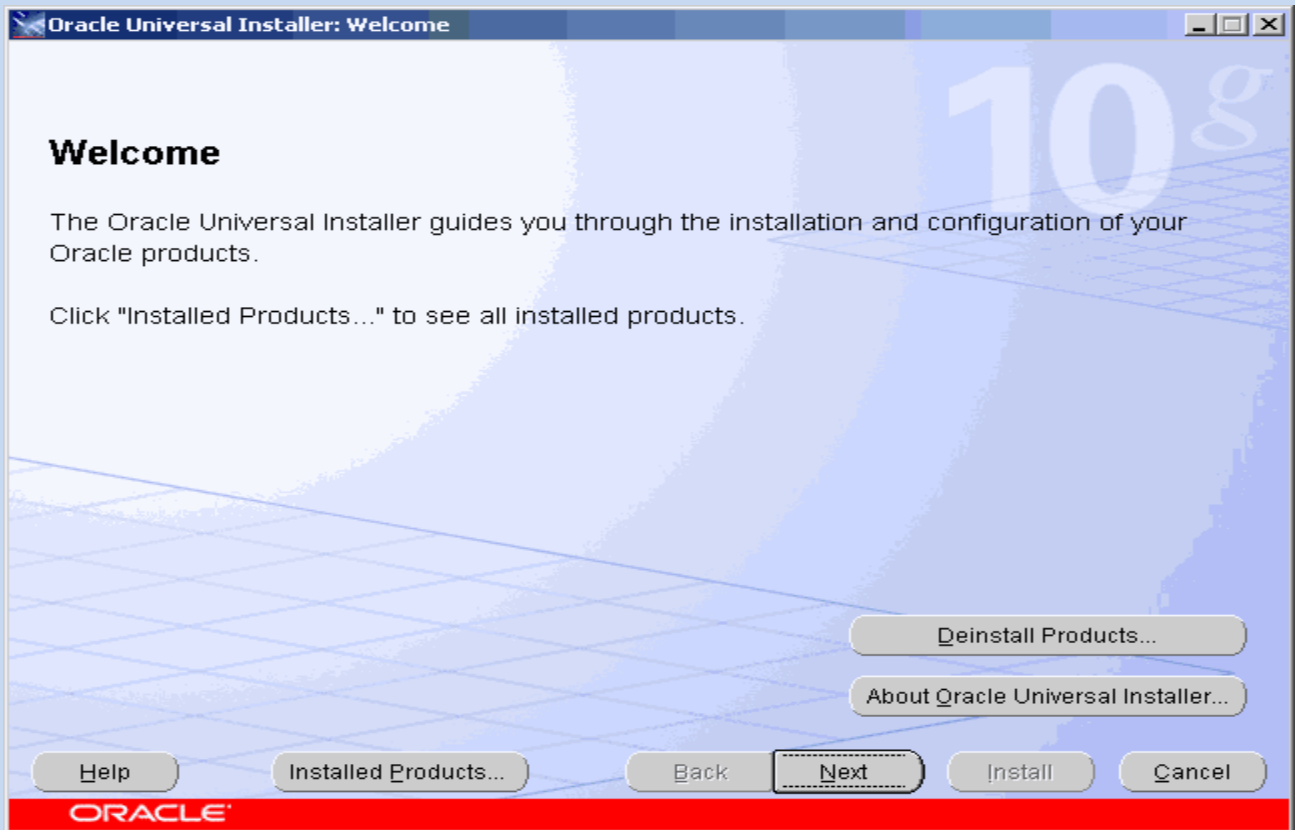 Oracle Universal Installer: Welcome
10g
Welcome
The Oracle Universal Installer guides you through the installation and configuration of your
Oracle products.
Click "Installed Products..." to see all installed products.
Deinstall Products...
About Oracle Universal Installer...
Help Installed Products... Back Next Install Cancel
ORACLE